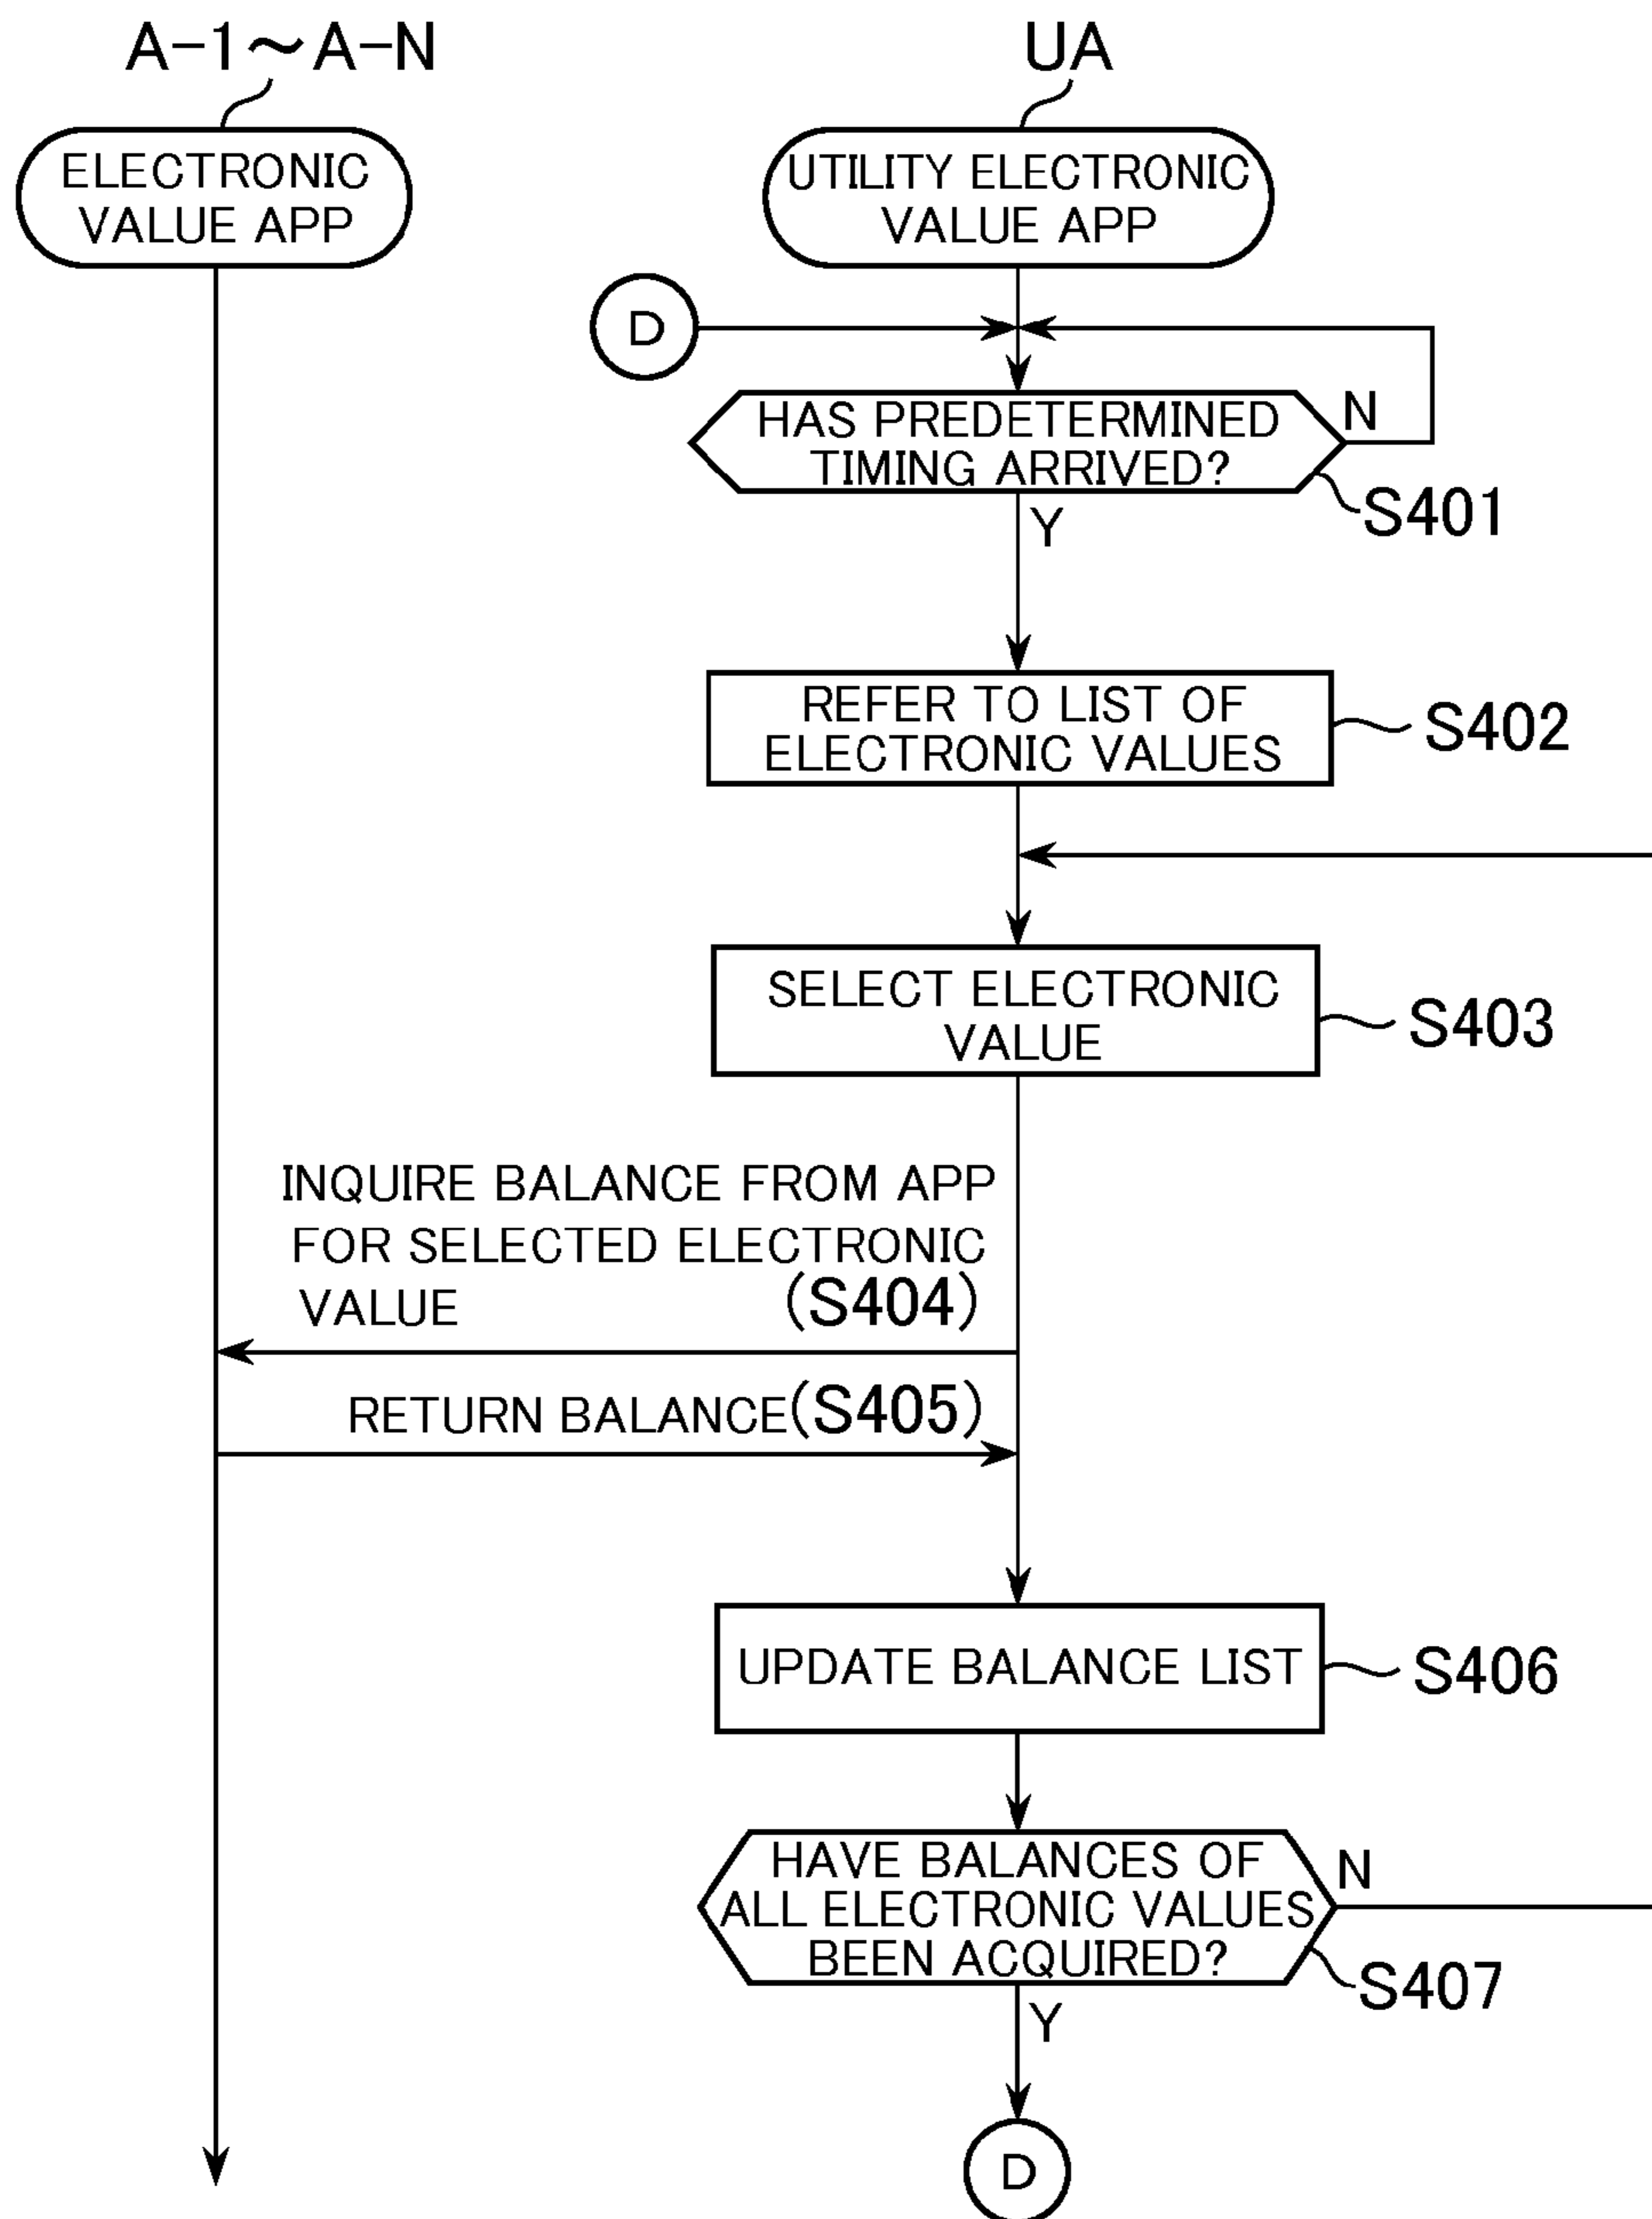 A-1～A-N
UA
ELECTRONIC
VALUE APP
UTILITY ELECTRONIC
VALUE APP
D
HAS PREDETERMINED
TIMING ARRIVED?
N
S401
Y
REFER TO LIST OF
ELECTRONIC VALUES
S402
SELECT ELECTRONIC
VALUE
S403
INQUIRE BALANCE FROM APP
FOR SELECTED ELECTRONIC
VALUE (S404)
RETURN BALANCE(S405)
UPDATE BALANCE LIST
S406
HAVE BALANCES OF
ALL ELECTRONIC VALUES
BEEN ACQUIRED?
N
S407
Y
D